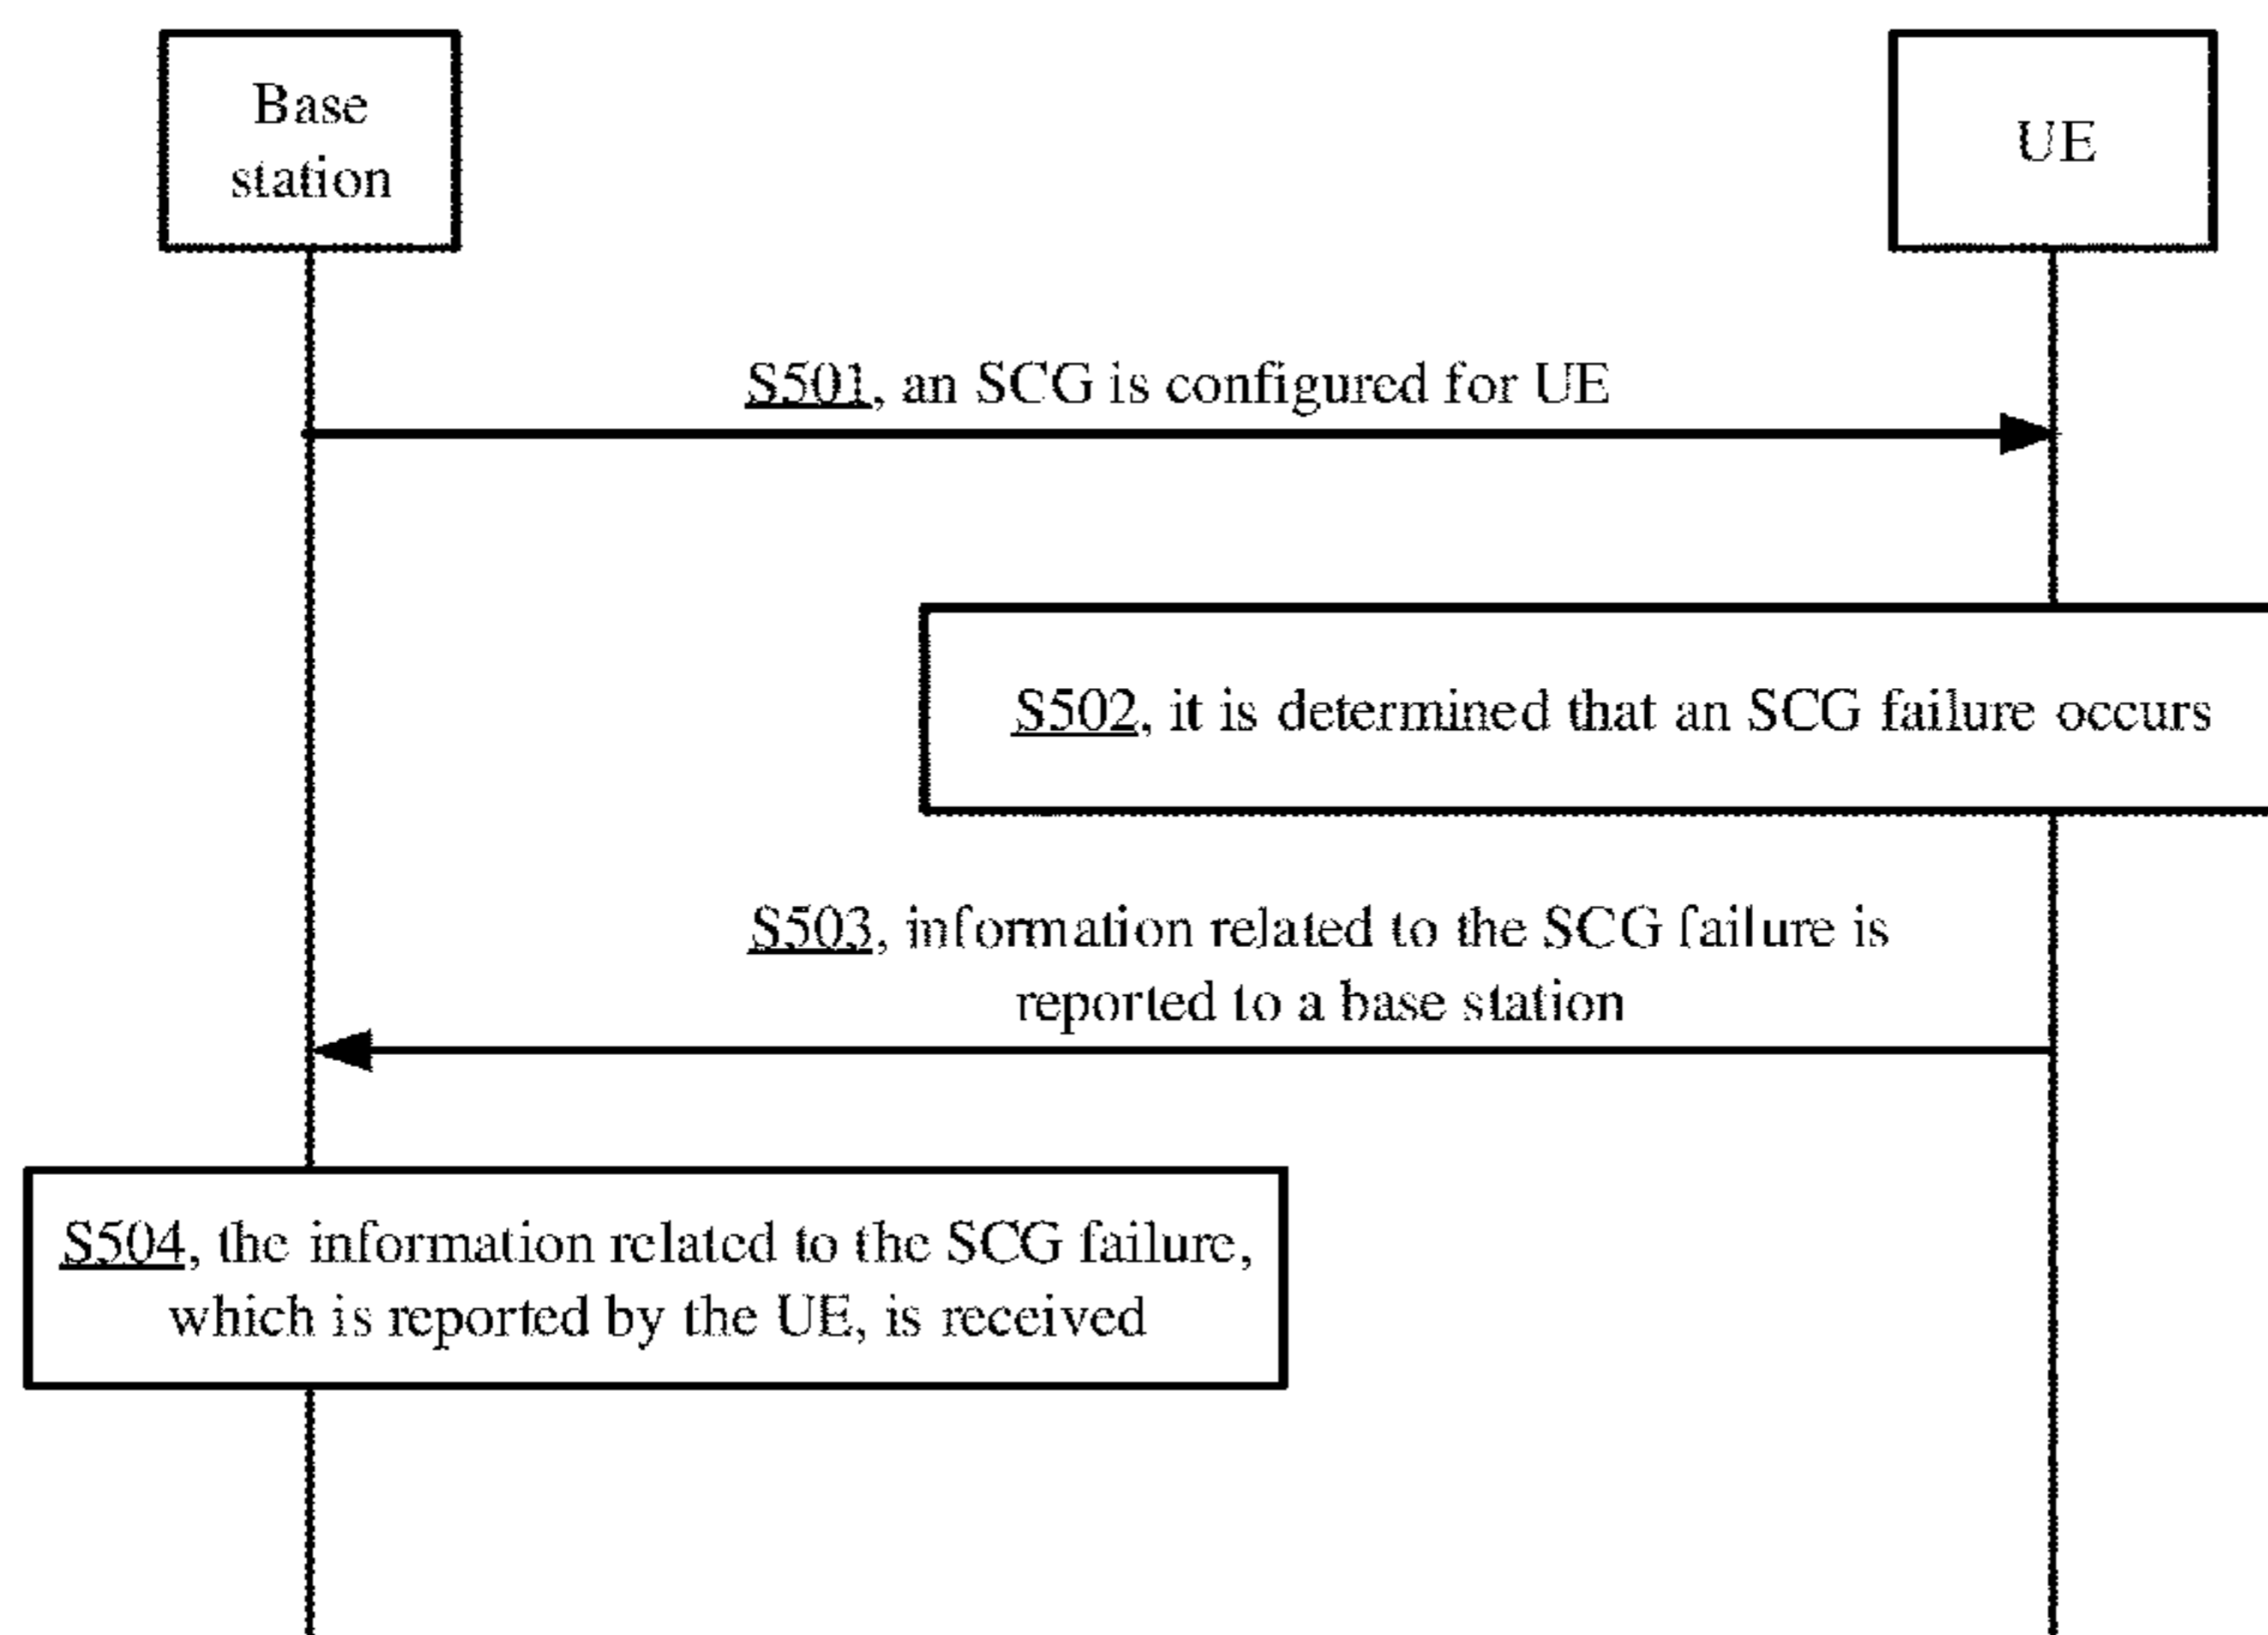 Base
station
UE
S501, an SCG is configured for UE
S502, it is determined that an SCG failure occurs
S503, information related to the SCG failure is
reported to a base station
S504, the information related to the SCG failure,
which is reported by the UE, is received